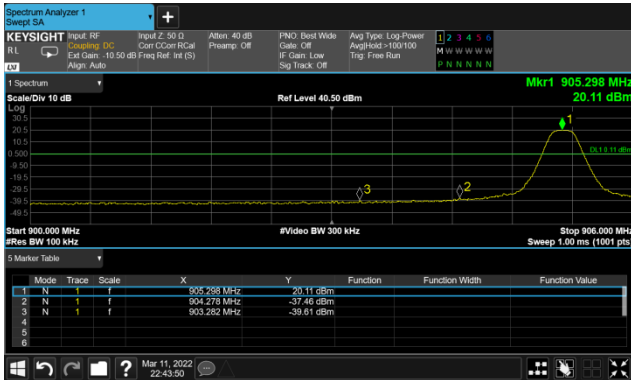 Spectrum Analyzer 1
Swept SA
+
KEYSIGHT Input: RF Input Z: 50 Ω Atten: 40 dB PNO: Best Wide Avg Type: Log-Power 1 2 3 4 5 6
RL Coupling: DC Corr CCorr RCal Preamp: Off Gate: Off Avg|Hold:>100/100 M W W W W W
Ext Gain: -10.50 dB Freq Ref: Int (S) IF Gain: Low Trig: Free Run
LXI Align: Auto Sig Track: Off P N N N N N
1 Spectrum Mkr1 905.298 MHz
Scale/Div 10 dB Ref Level 40.50 dBm 20.11 dBm
Log
30.5
20.5
10.5
0.500
-9.50
-19.5
-29.5
-39.5
-49.5
1
DL1 0.11 dBm
2
3
Start 900.000 MHz #Video BW 300 kHz Stop 906.000 MHz
#Res BW 100 kHz Sweep 1.00 ms (1001 pts)
5 Marker Table
Mode Trace Scale X Y Function Function Width Function Value
1 N 1 f 905.298 MHz 20.11 dBm
2 N 1 f 904.278 MHz -37.46 dBm
3 N 1 f 903.282 MHz -39.61 dBm
4
5
6
? Mar 11, 2022
22:43:50